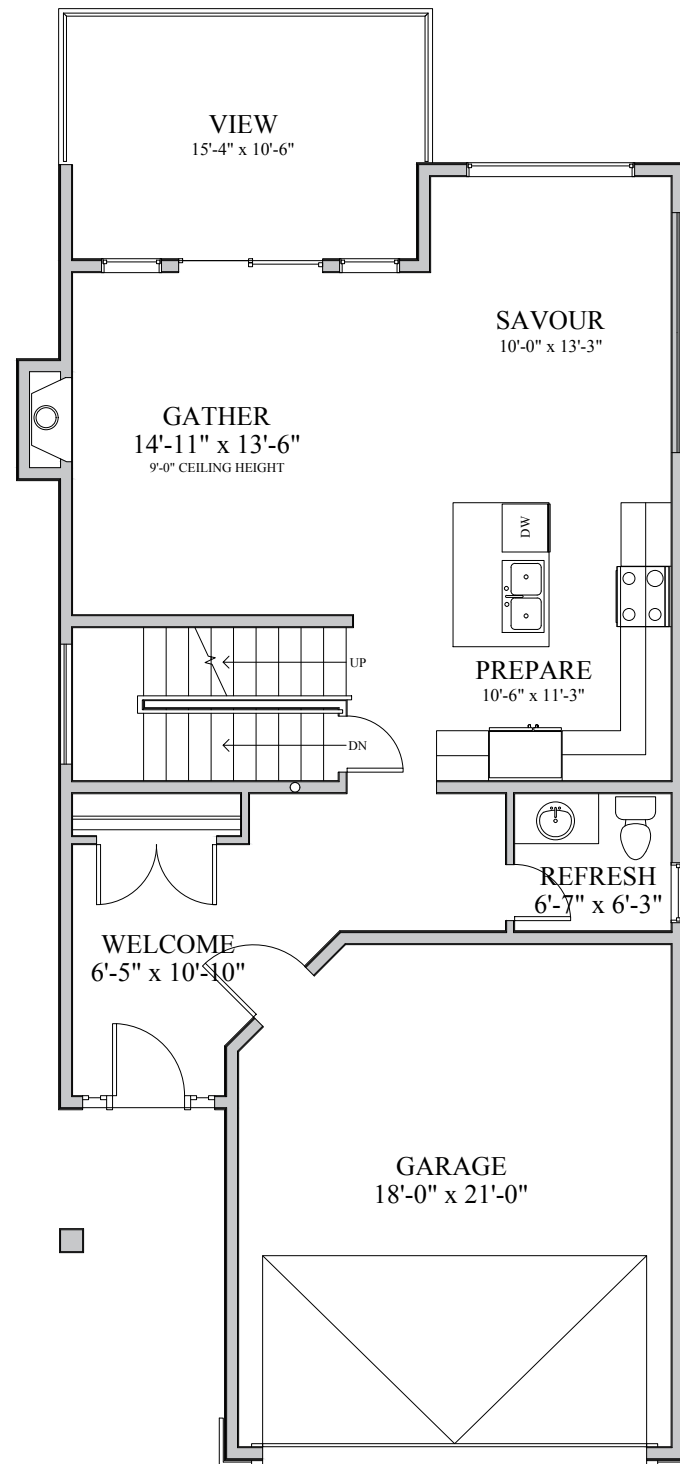 VIEW
15'-4" x 10'-6"
SAVOUR
10'-0" x 13'-3"
GATHER
14'-11" x 13'-6"
9'-0" CEILING HEIGHT
DW
UP
PREPARE
10'-6" x 11'-3"
DN
REFRESH
6'-7" x 6'-3"
WELCOME
6'-5" x 10'-10"
GARAGE
18'-0" x 21'-0"